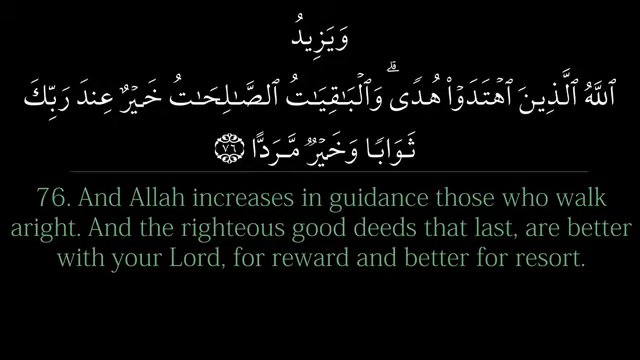 وَيَزِيدُ
ٱللَّهُ ٱلَّذِينَ ٱهۡتَدَوۡاْ هُدٗىۗ وَٱلۡبَٰقِيَٰتُ ٱلصَّٰلِحَٰتُ خَيۡرٌ عِندَ رَبِّكَ
ثَوَابٗا وَخَيۡرٞ مَّرَدًّا ٧٦
76. And Allah increases in guidance those who walk
aright. And the righteous good deeds that last, are better
with your Lord, for reward and better for resort.